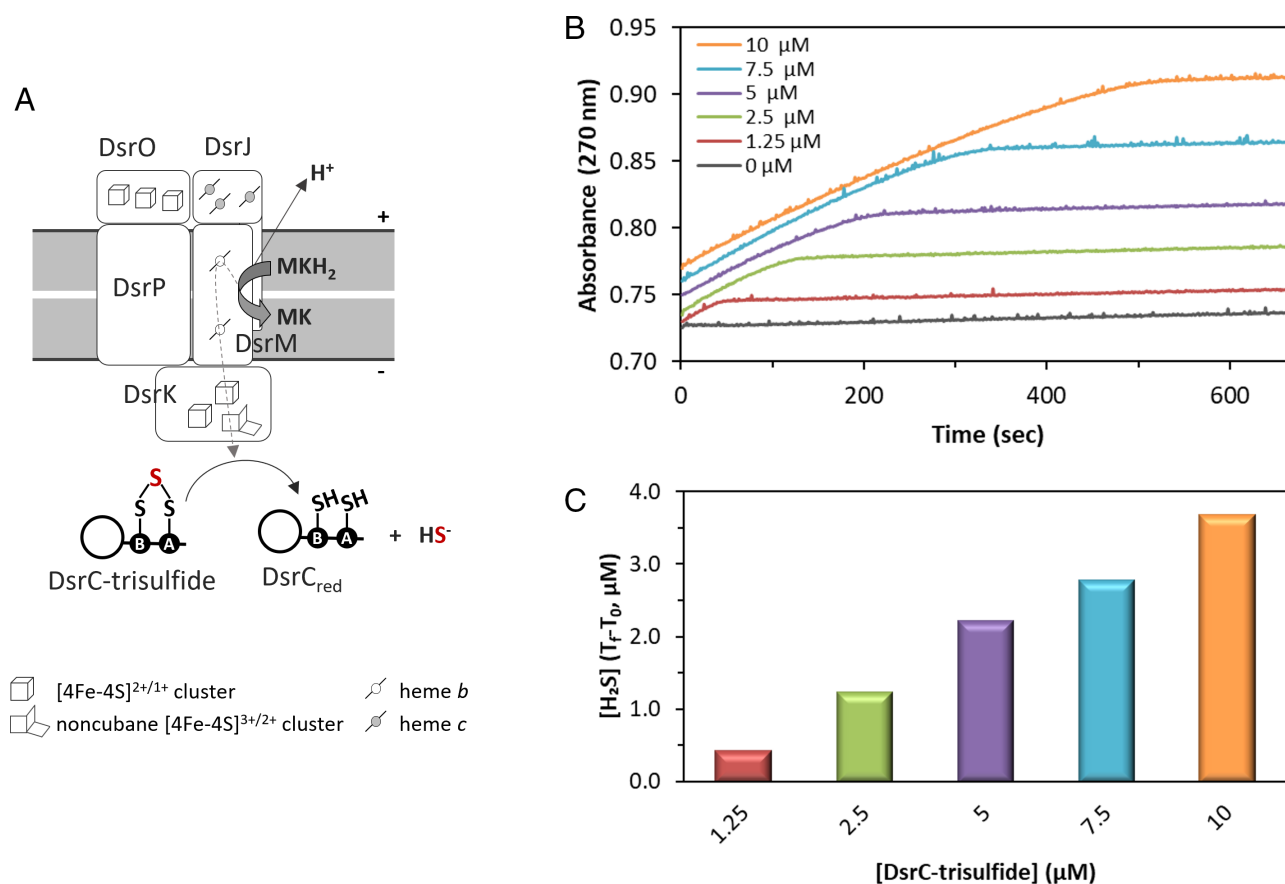 A
DsrO
DsrJ
H⁺
+
DsrP
MKH₂
MK
DsrM
-
DsrK
S
S
S
B
A
DsrC-trisulfide
SH
SH
B
A
DsrC_red
+ HS⁻
[4Fe-4S]²⁺/¹⁺ cluster
heme b
noncubane [4Fe-4S]³⁺/²⁺ cluster
heme c
B
Absorbance (270 nm)
0.95
0.90
0.85
0.80
0.75
0.70
10 µM
7.5 µM
5 µM
2.5 µM
1.25 µM
0 µM
0
200
400
600
Time (sec)
C
[H₂S] (T_f-T₀, µM)
4.0
3.0
2.0
1.0
0.0
1.25
2.5
5
7.5
10
[DsrC-trisulfide] (µM)